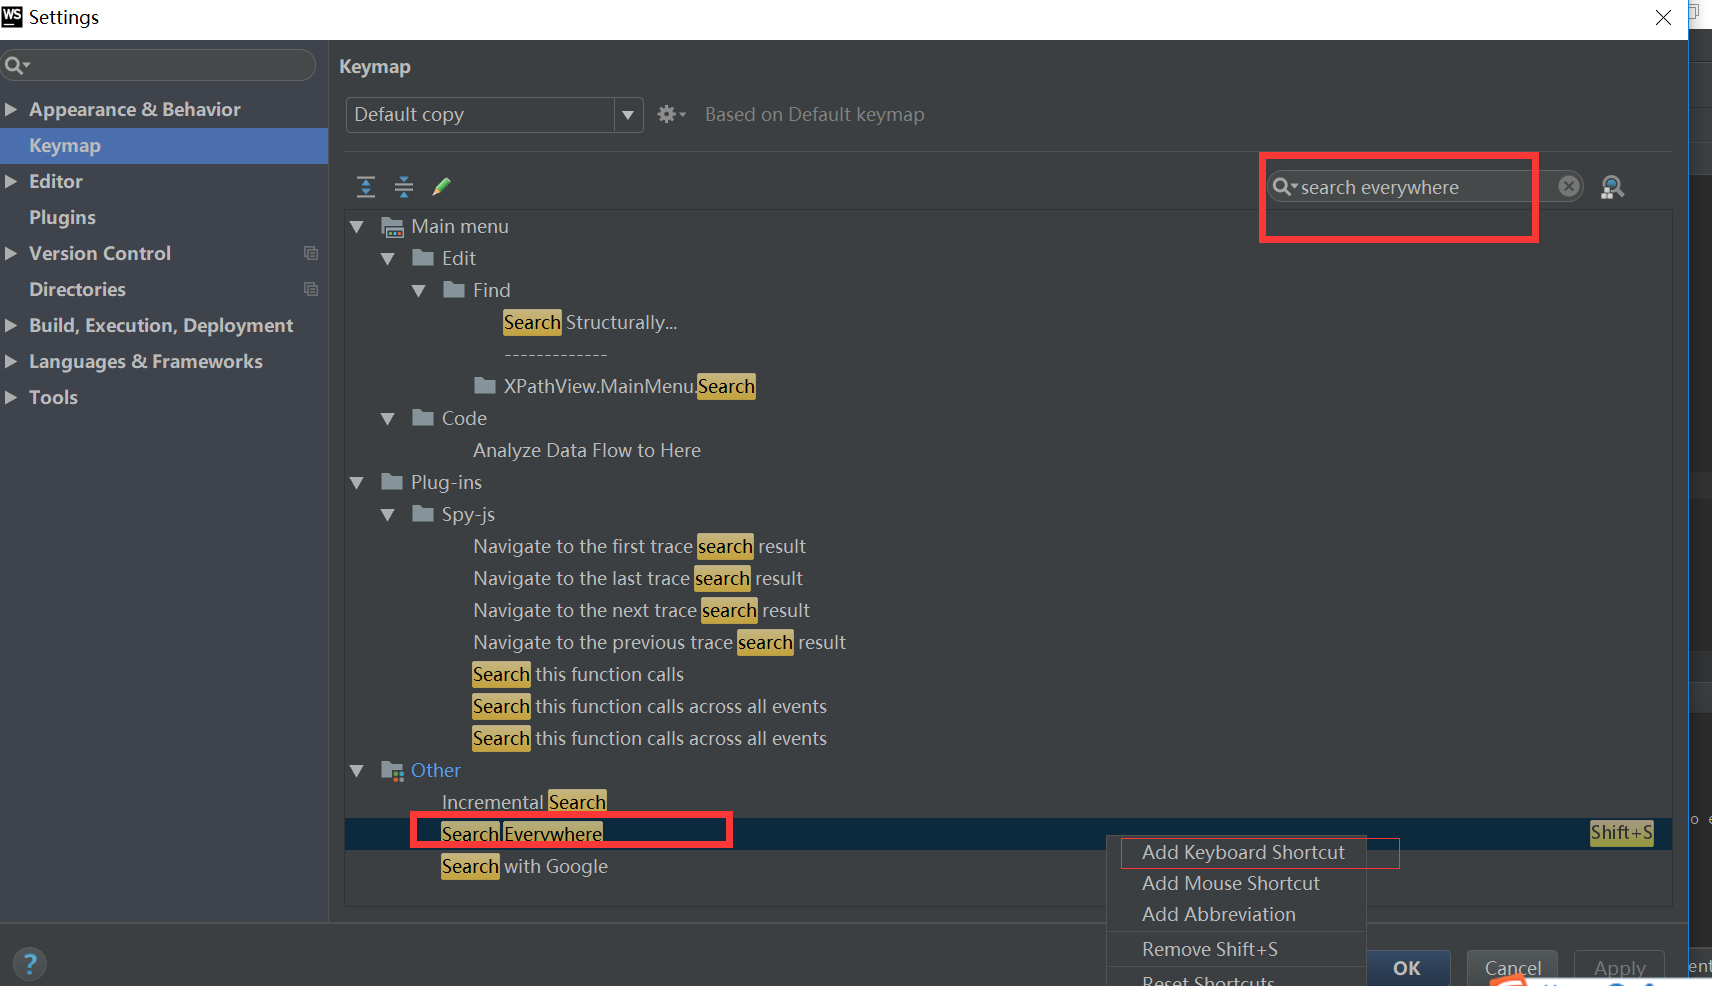 WS Settings
Keymap
Appearance & Behavior
Keymap
Editor
Plugins
Version Control
Directories
Build, Execution, Deployment
Languages & Frameworks
Tools
Default copy
Based on Default keymap
search everywhere
Main menu
Edit
Find
Search Structurally...
-------------
XPathView.MainMenu.Search
Code
Analyze Data Flow to Here
Plug-ins
Spy-js
Navigate to the first trace search result
Navigate to the last trace search result
Navigate to the next trace search result
Navigate to the previous trace search result
Search this function calls
Search this function calls across all events
Search this function calls across all events
Other
Incremental Search
Search Everywhere
Shift+S
Search with Google
Add Keyboard Shortcut
Add Mouse Shortcut
Add Abbreviation
Remove Shift+S
Reset Shortcuts
?
OK
Cancel
Apply